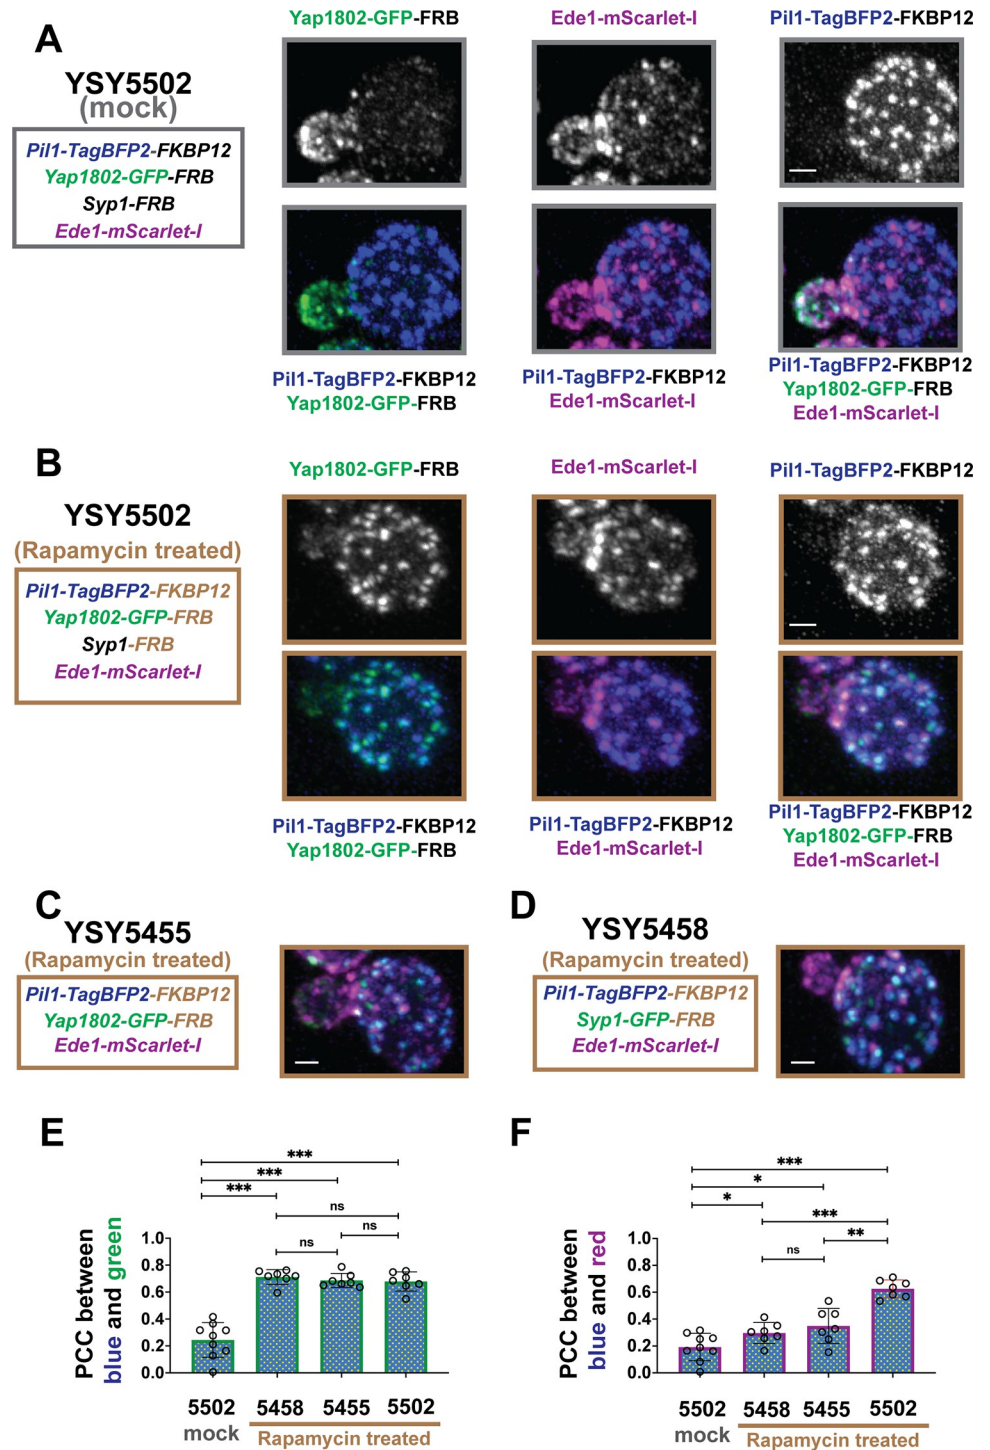 A
YSY5502
(mock)
Pil1-TagBFP2-FKBP12
Yap1802-GFP-FRB
Syp1-FRB
Ede1-mScarlet-I
Yap1802-GFP-FRB
Ede1-mScarlet-I
Pil1-TagBFP2-FKBP12
Pil1-TagBFP2-FKBP12
Yap1802-GFP-FRB
Pil1-TagBFP2-FKBP12
Ede1-mScarlet-I
Pil1-TagBFP2-FKBP12
Yap1802-GFP-FRB
Ede1-mScarlet-I
B
YSY5502
(Rapamycin treated)
Pil1-TagBFP2-FKBP12
Yap1802-GFP-FRB
Syp1-FRB
Ede1-mScarlet-I
Yap1802-GFP-FRB
Ede1-mScarlet-I
Pil1-TagBFP2-FKBP12
Pil1-TagBFP2-FKBP12
Yap1802-GFP-FRB
Pil1-TagBFP2-FKBP12
Ede1-mScarlet-I
Pil1-TagBFP2-FKBP12
Yap1802-GFP-FRB
Ede1-mScarlet-I
C
YSY5455
(Rapamycin treated)
Pil1-TagBFP2-FKBP12
Yap1802-GFP-FRB
Ede1-mScarlet-I
D
YSY5458
(Rapamycin treated)
Pil1-TagBFP2-FKBP12
Syp1-GFP-FRB
Ede1-mScarlet-I
E
PCC between
blue and green
***
***
***
ns
ns
ns
1.0
0.8
0.6
0.4
0.2
0.0
5502 5458 5455 5502
mock Rapamycin treated
F
PCC between
blue and red
***
*
*
***
**
ns
1.0
0.8
0.6
0.4
0.2
0.0
5502 5458 5455 5502
mock Rapamycin treated